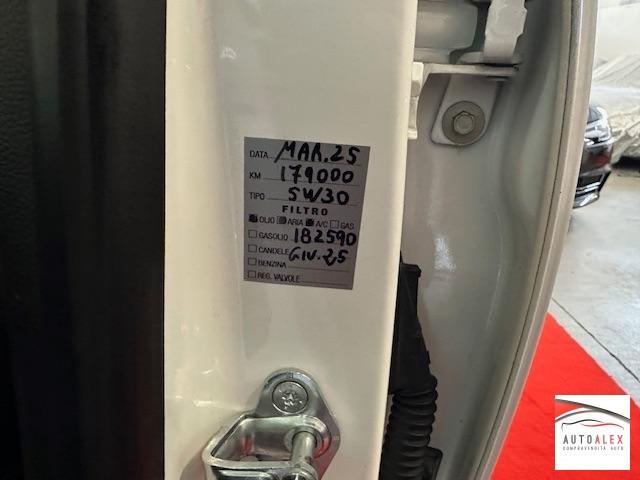 DATA MAR.25
KM 179000
TIPO 5W30
FILTRO
OLIO ARIA A/C GAS
GASOLIO 182590
CANDELE GIU.25
BENZINA
REG. VALVOLE
AUTOALEX
COMPRAVENDITA AUTO